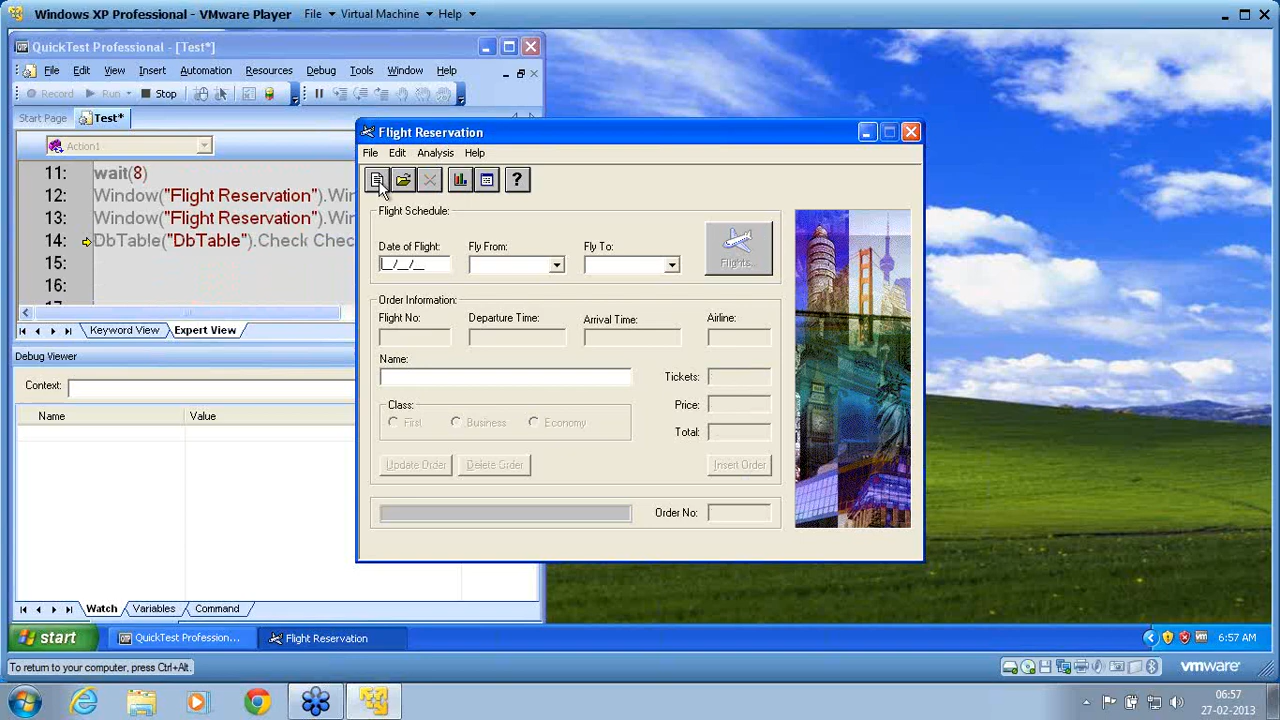 Windows XP Professional - VMware Player File Virtual Machine Help
QuickTest Professional - [Test*]
File Edit View Insert Automation Resources Debug Tools Window Help
Record Run Stop
Start Page Test*
Action1
11: wait(8)
12: Window("Flight Reservation").Wi
13: Window("Flight Reservation").Wi
14: DbTable("DbTable").Check Chec
15:
16:
Keyword View Expert View
Debug Viewer
Context:
Name Value
Watch Variables Command
Flight Reservation
File Edit Analysis Help
?
Flight Schedule:
Date of Flight: Fly From: Fly To:
__/__/__
Flights
Order Information:
Flight No: Departure Time: Arrival Time: Airline:
Name:
Tickets:
Class:
Price:
First Business Economy
Total:
Update Order Delete Order Insert Order
Order No:
start QuickTest Profession... Flight Reservation 6:57 AM
To return to your computer, press Ctrl+Alt. vmware
06:57
27-02-2013